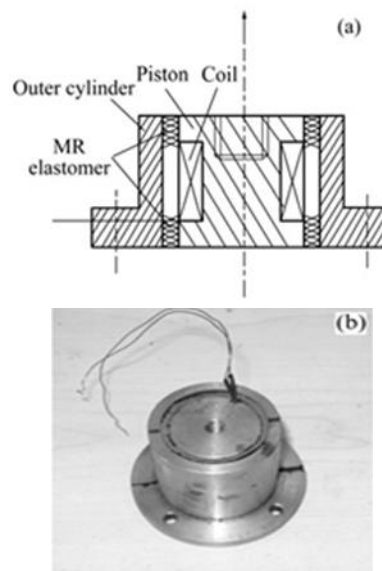 (a)
Piston Coil
Outer cylinder
MR
elastomer
(b)